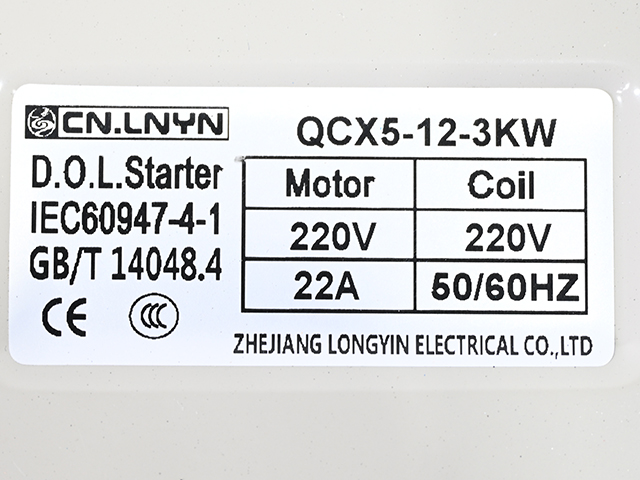 CN.LNYN
D.O.L.Starter
IEC60947-4-1
GB/T 14048.4
CE CCC
QCX5-12-3KW
Motor Coil
220V 220V
22A 50/60HZ
ZHEJIANG LONGYIN ELECTRICAL CO.,LTD